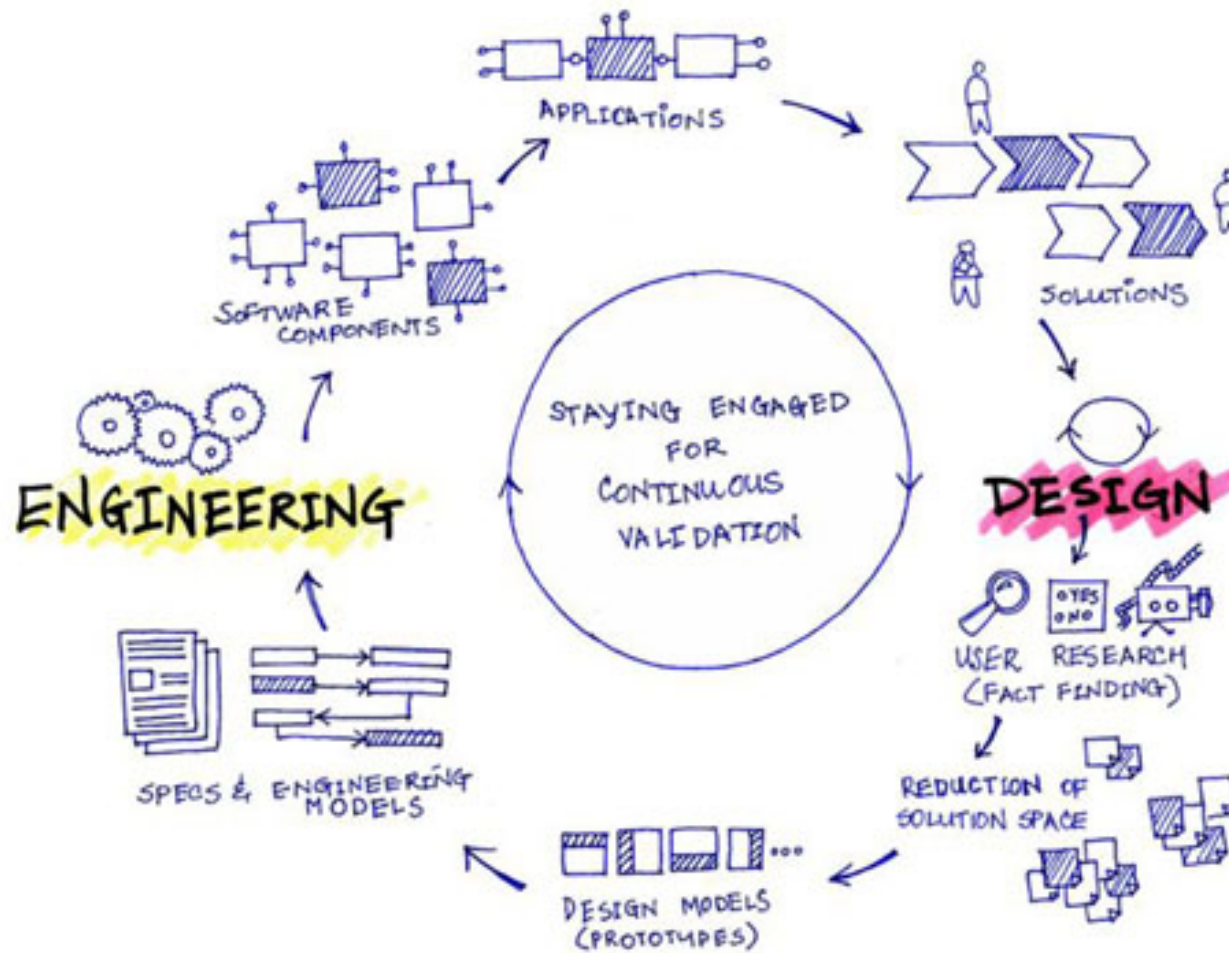 APPLICATIONS
SOFTWARE
COMPONENTS
SOLUTIONS
STAYING ENGAGED
FOR
CONTINUOUS
VALIDATION
ENGINEERING
DESIGN
YES
NO
USER RESEARCH
(FACT FINDING)
REDUCTION OF
SOLUTION SPACE
SPECS & ENGINEERING
MODELS
DESIGN MODELS
(PROTOTYPES)